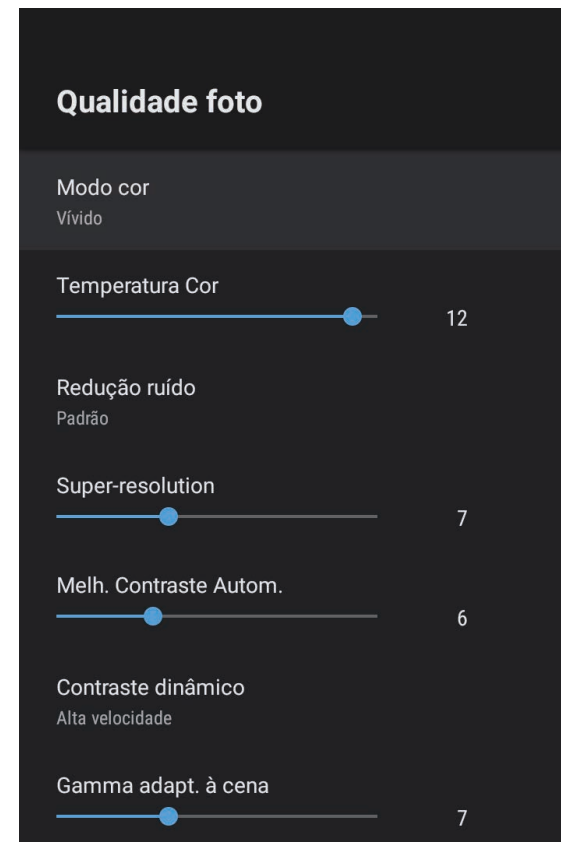 Qualidade foto
Modo cor
Vívido
Temperatura Cor
12
Redução ruído
Padrão
Super-resolution
7
Melh. Contraste Autom.
6
Contraste dinâmico
Alta velocidade
Gamma adapt. à cena
7